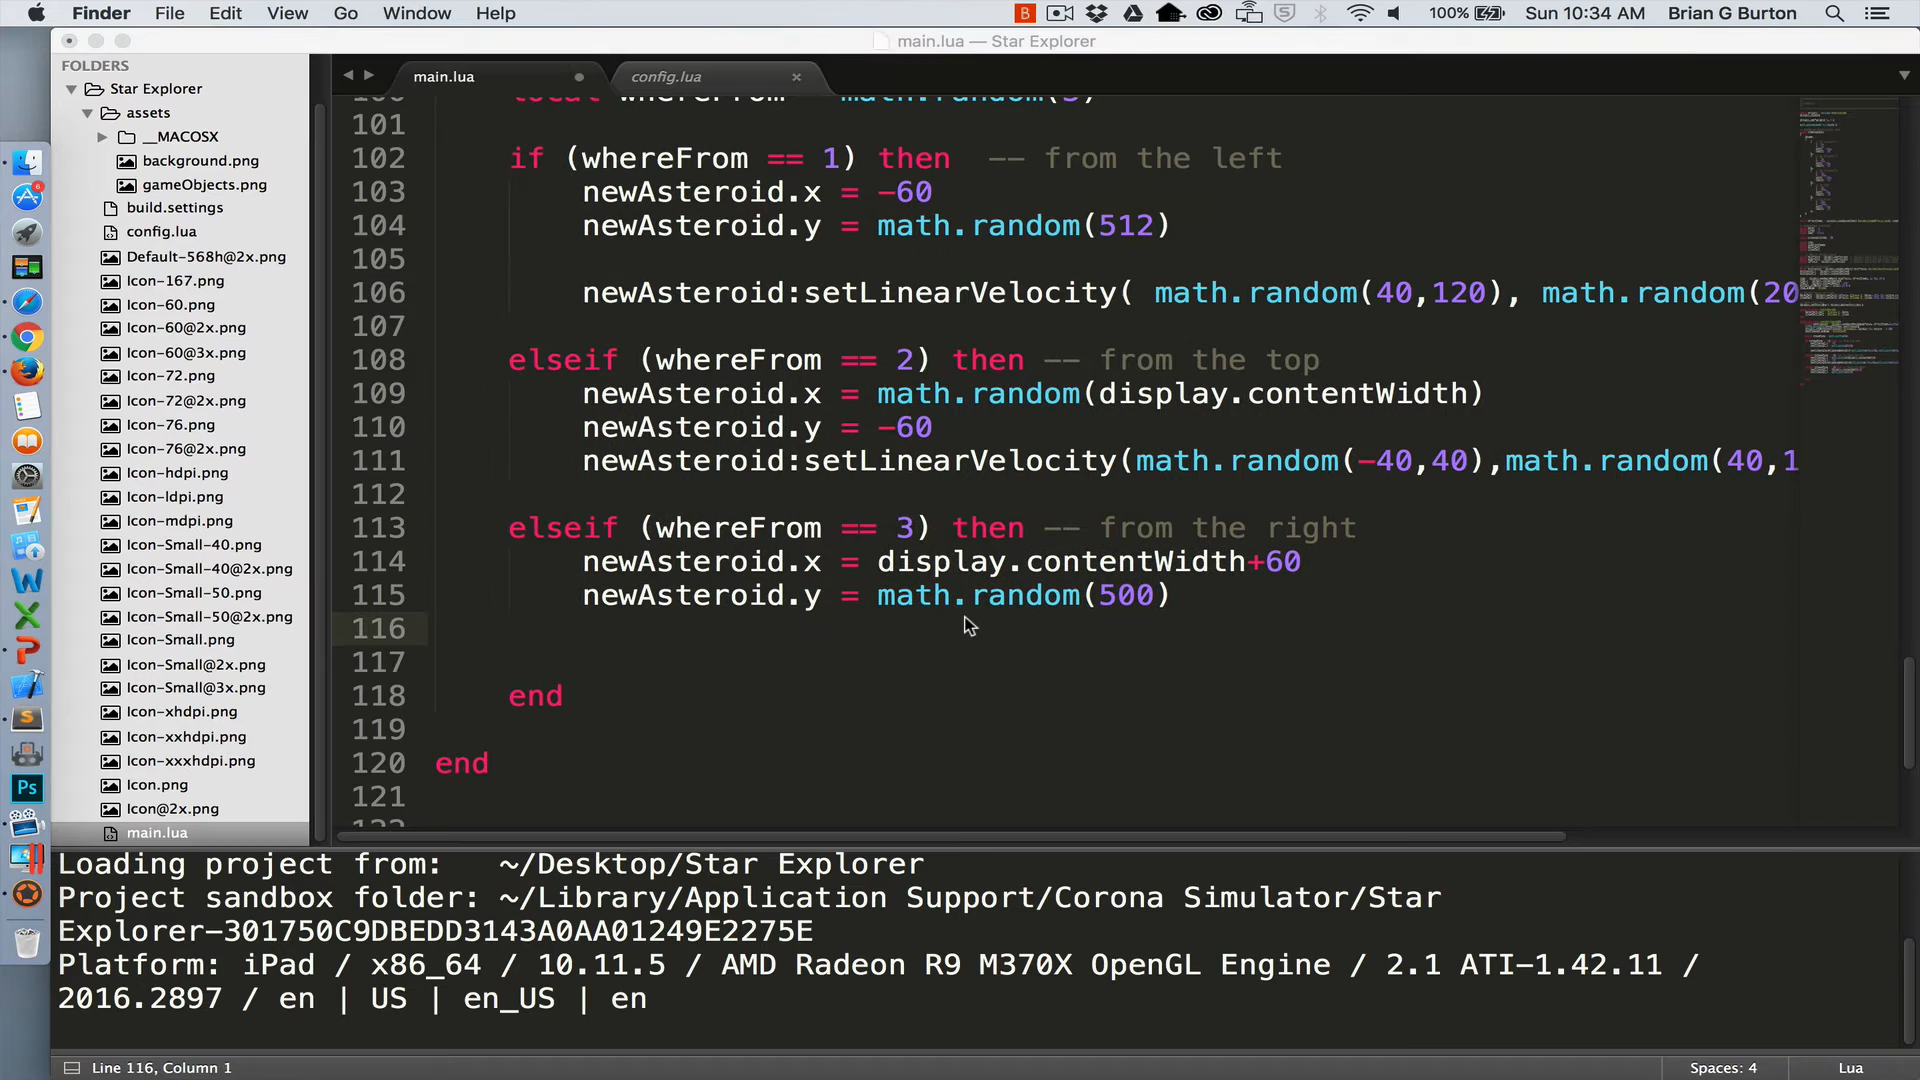 Finder File Edit View Go Window Help
100% Sun 10:34 AM Brian G Burton
main.lua — Star Explorer
FOLDERS
Star Explorer
assets
__MACOSX
background.png
gameObjects.png
build.settings
config.lua
Default-568h@2x.png
Icon-167.png
Icon-60.png
Icon-60@2x.png
Icon-60@3x.png
Icon-72.png
Icon-72@2x.png
Icon-76.png
Icon-76@2x.png
Icon-hdpi.png
Icon-ldpi.png
Icon-mdpi.png
Icon-Small-40.png
Icon-Small-40@2x.png
Icon-Small-50.png
Icon-Small-50@2x.png
Icon-Small.png
Icon-Small@2x.png
Icon-Small@3x.png
Icon-xhdpi.png
Icon-xxhdpi.png
Icon-xxxhdpi.png
Icon.png
Icon@2x.png
main.lua
main.lua config.lua
100 local whereFrom = math.random(3)
101
102 if (whereFrom == 1) then -- from the left
103 newAsteroid.x = -60
104 newAsteroid.y = math.random(512)
105
106 newAsteroid:setLinearVelocity( math.random(40,120), math.random(20
107
108 elseif (whereFrom == 2) then -- from the top
109 newAsteroid.x = math.random(display.contentWidth)
110 newAsteroid.y = -60
111 newAsteroid:setLinearVelocity(math.random(-40,40),math.random(40,1
112
113 elseif (whereFrom == 3) then -- from the right
114 newAsteroid.x = display.contentWidth+60
115 newAsteroid.y = math.random(500)
116
117
118 end
119
120 end
121
Loading project from: ~/Desktop/Star Explorer
Project sandbox folder: ~/Library/Application Support/Corona Simulator/Star
Explorer-301750C9DBEDD3143A0AA01249E2275E
Platform: iPad / x86_64 / 10.11.5 / AMD Radeon R9 M370X OpenGL Engine / 2.1 ATI-1.42.11 /
2016.2897 / en | US | en_US | en
Line 116, Column 1 Spaces: 4 Lua